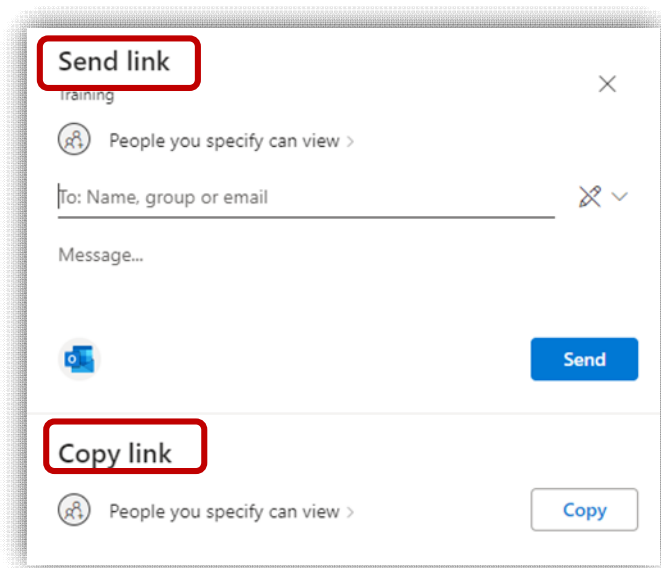 Send link
Training
People you specify can view >
To: Name, group or email
Message...
Send
Copy link
People you specify can view >
Copy